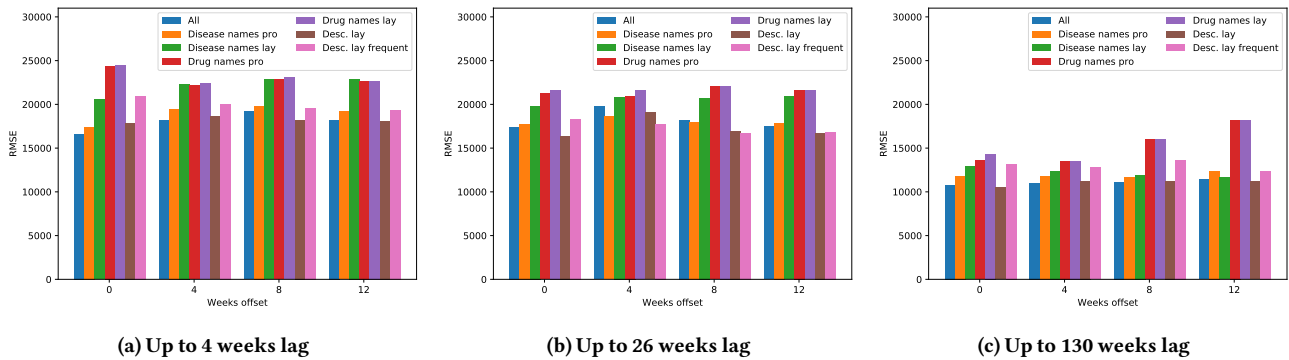 30000
25000
20000
15000
10000
5000
0
RMSE
All
Disease names pro
Disease names lay
Drug names pro
Drug names lay
Desc. lay
Desc. lay frequent
0 4 8 12
Weeks offset
(a) Up to 4 weeks lag
30000
25000
20000
15000
10000
5000
0
RMSE
All
Disease names pro
Disease names lay
Drug names pro
Drug names lay
Desc. lay
Desc. lay frequent
0 4 8 12
Weeks offset
(b) Up to 26 weeks lag
30000
25000
20000
15000
10000
5000
0
RMSE
All
Disease names pro
Disease names lay
Drug names pro
Drug names lay
Desc. lay
Desc. lay frequent
0 4 8 12
Weeks offset
(c) Up to 130 weeks lag